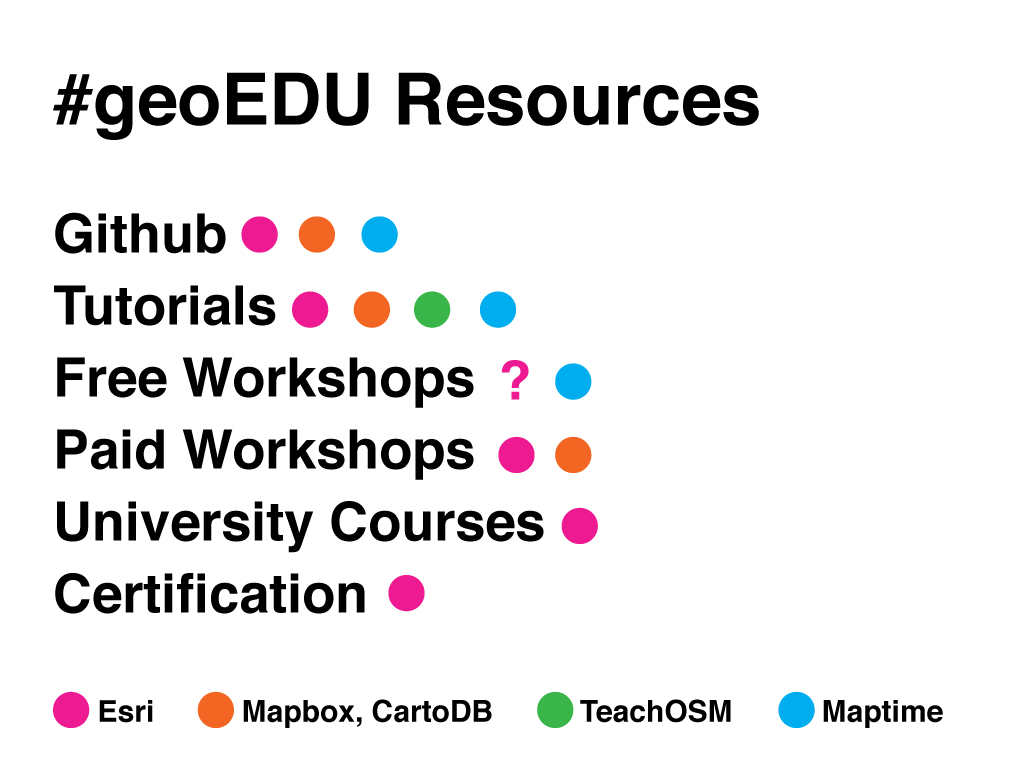 #geoEDU Resources
Github
Tutorials
Free Workshops ?
Paid Workshops
University Courses
Certification
Esri Mapbox, CartoDB TeachOSM Maptime